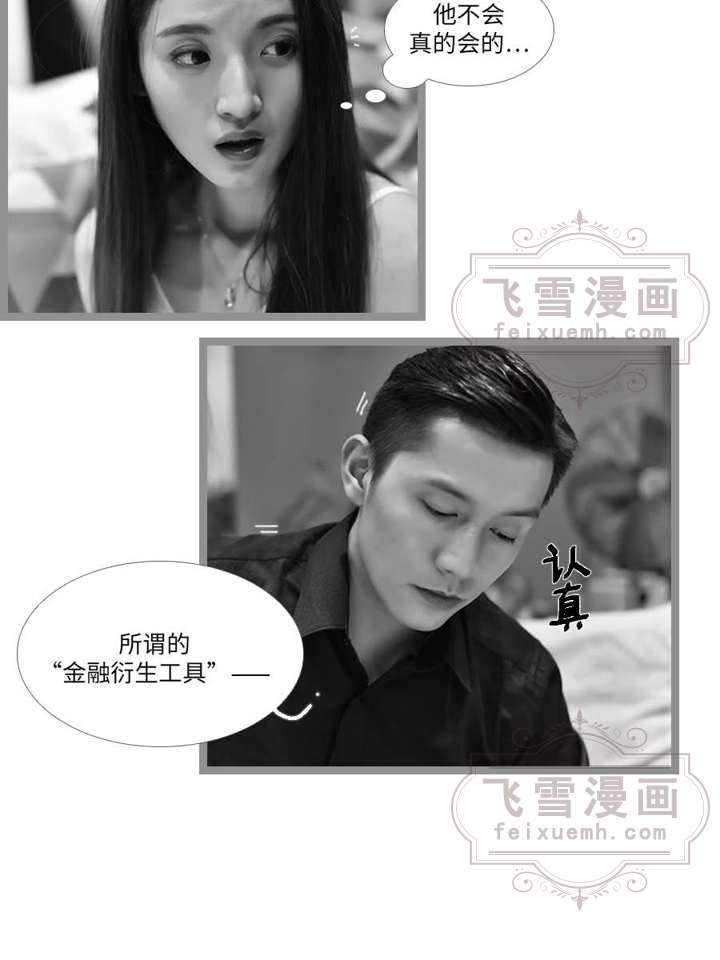 他不会
真的会的...
飞雪漫画
feixuemh.com
认真
所谓的
“金融衍生工具”——
飞雪漫画
feixuemh.com